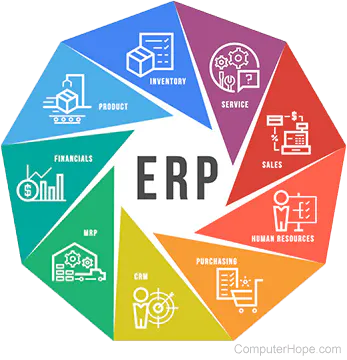 INVENTORY
SERVICE
PRODUCT
SALES
FINANCIALS
ERP
HUMAN RESOURCES
MRP
PURCHASING
CRM
ComputerHope.com